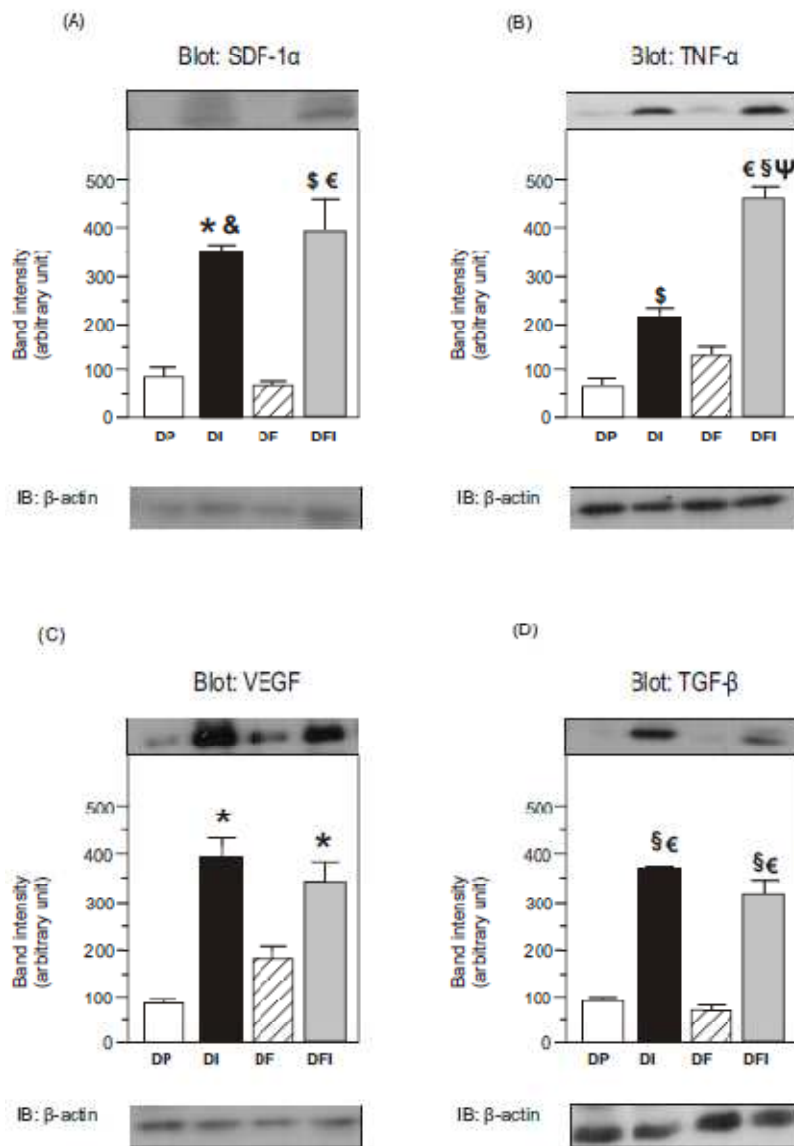 (A)
Blot: SDF-1α
500
400
300
200
100
0
Band intensity
(arbitrary unit)
* &
$ €
DP DI DF DFI
IB: β-actin
(B)
Blot: TNF-α
500
400
300
200
100
0
Band intensity
(arbitrary unit)
$
€ § Ψ
DP DI DF DFI
IB: β-actin
(C)
Blot: VEGF
500
400
300
200
100
0
Band intensity
(arbitrary unit)
*
*
DP DI DF DFI
IB: β-actin
(D)
Blot: TGF-β
500
400
300
200
100
0
Band intensity
(arbitrary unit)
§ €
§ €
DP DI DF DFI
IB: β-actin